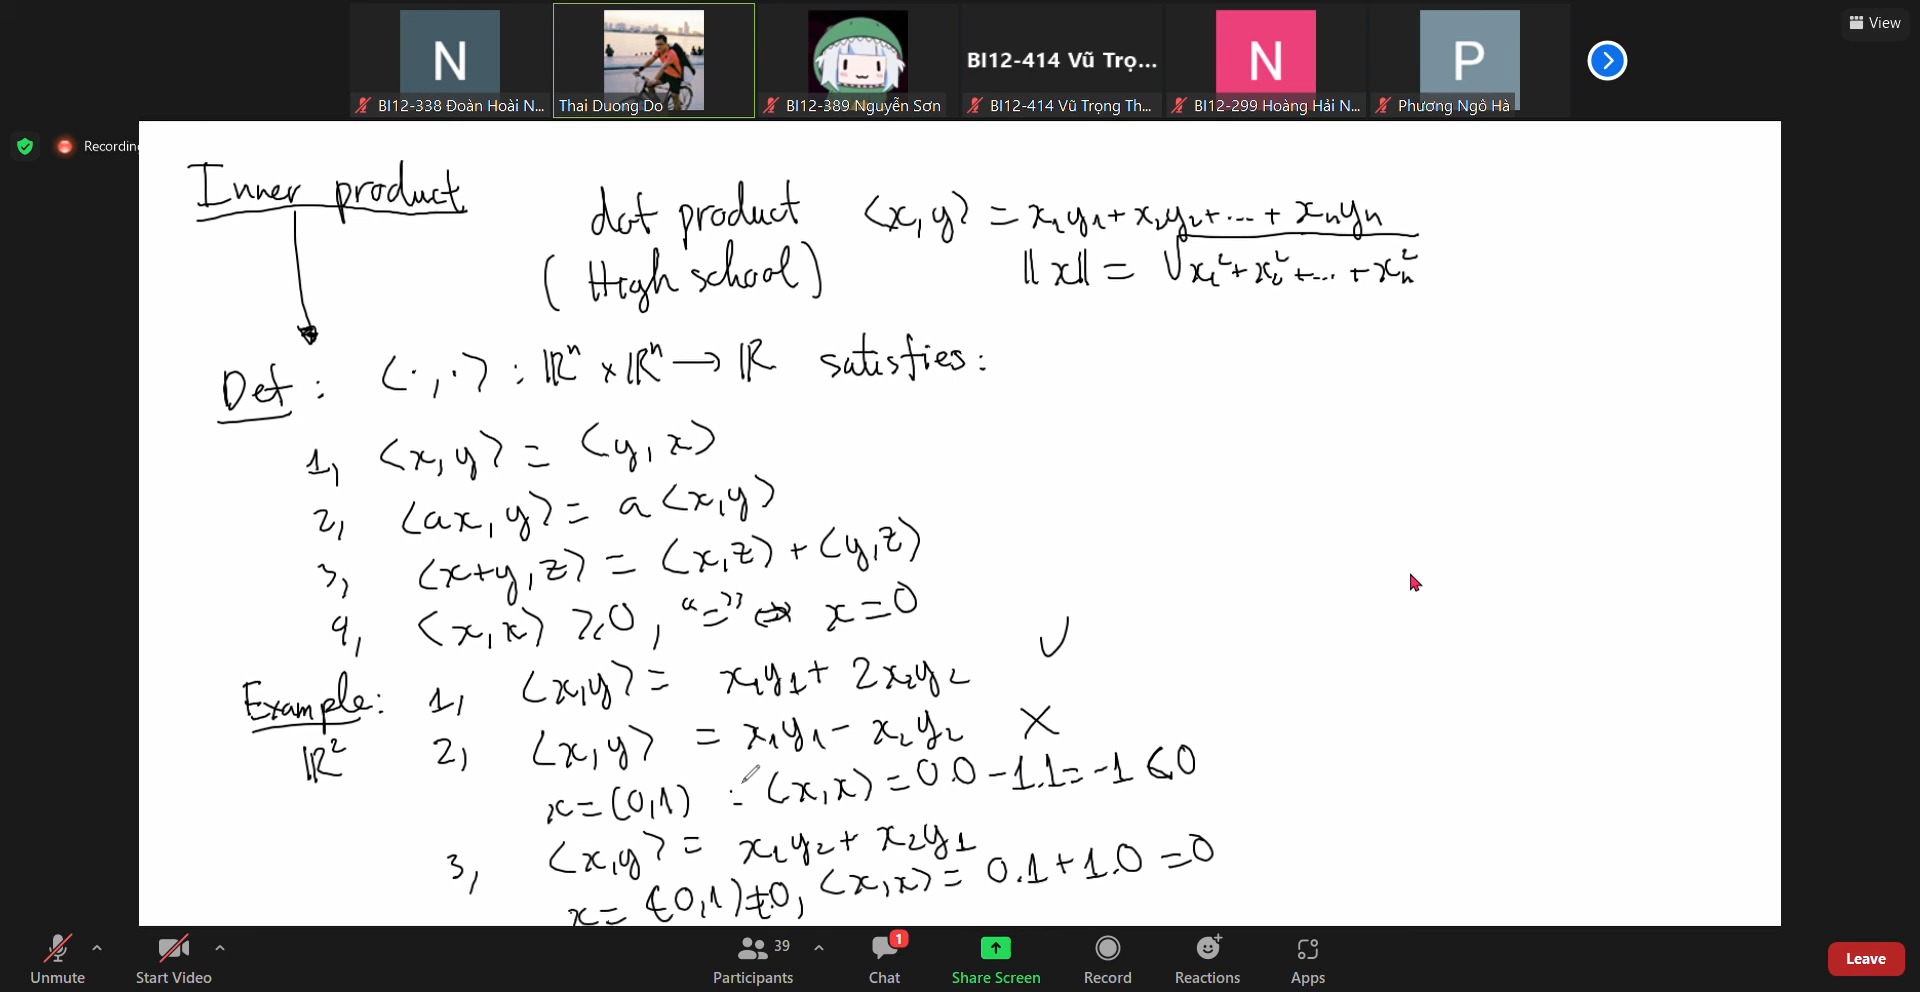 View
N
BI12-414 Vũ Trọ...
N
P
BI12-338 Đoàn Hoài N...
Thai Duong Do
BI12-389 Nguyễn Sơn
BI12-414 Vũ Trọng Th...
BI12-299 Hoàng Hải N...
Phương Ngô Hà
Recording
Inner product
dot product ⟨x,y⟩ = x₁y₁ + x₂y₂ + ... + xₙyₙ
(High school) ||x|| = √x₁² + x₂² + ... + xₙ²
Def : ⟨·,·⟩ : ℝⁿ × ℝⁿ → ℝ satisfies :
1, ⟨x,y⟩ = ⟨y,x⟩
2, ⟨ax,y⟩ = a⟨x,y⟩
3, ⟨x+y,z⟩ = ⟨x,z⟩ + ⟨y,z⟩
4, ⟨x,x⟩ ≥ 0, "=" ⇔ x = 0
Example : 1, ⟨x,y⟩ = x₁y₁ + 2x₂y₂ ✓
ℝ² 2, ⟨x,y⟩ = x₁y₁ - x₂y₂ ✗
x = (0,1) : ⟨x,x⟩ = 0.0 - 1.1 = -1 < 0
3, ⟨x,y⟩ = x₁y₂ + x₂y₁
x = (0,1) ≠ 0, ⟨x,x⟩ = 0.1 + 1.0 = 0
Unmute
Start Video
39
Participants
1
Chat
Share Screen
Record
Reactions
Apps
Leave